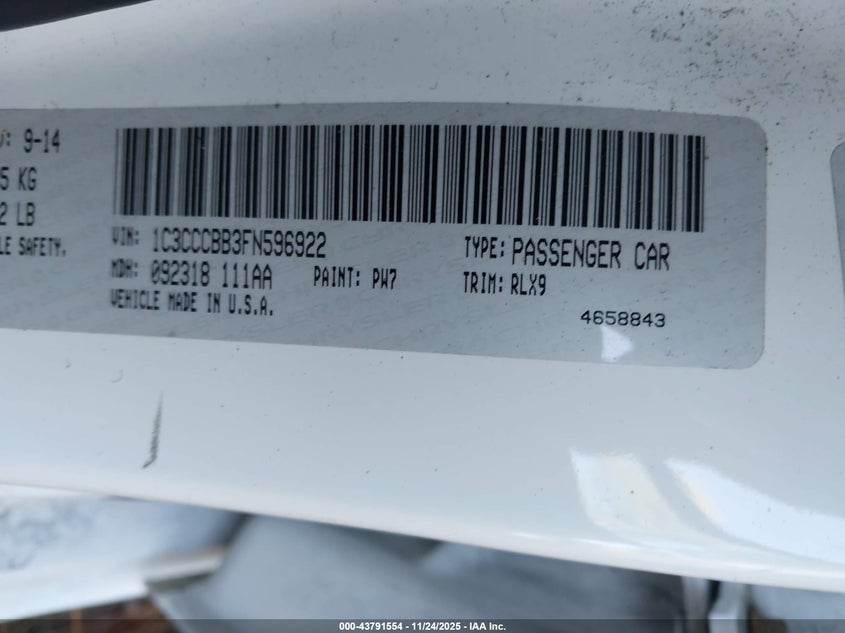 9-14
5 KG
2 LB
LE SAFETY.
VIN: 1C3CCCBB3FN596922 TYPE: PASSENGER CAR
MDH: 092318 111AA PAINT: PW7 TRIM: RLX9
VEHICLE MADE IN U.S.A.
4658843
000-43791554 - 11/24/2025 - IAA Inc.